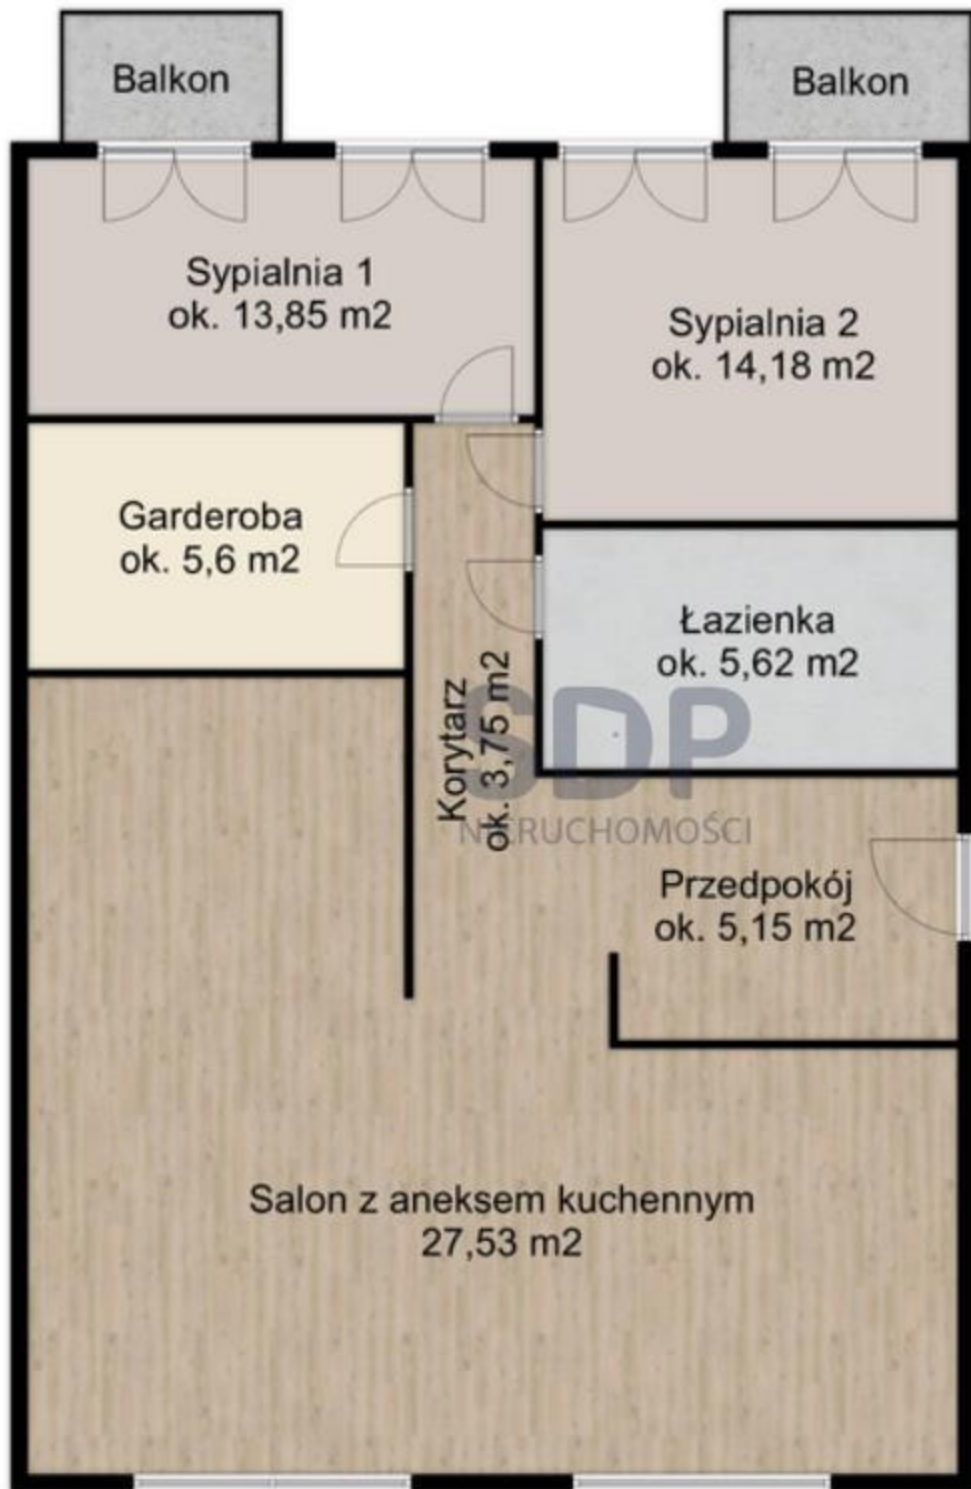 Balkon
Balkon
Sypialnia 1
ok. 13,85 m2
Sypialnia 2
ok. 14,18 m2
Garderoba
ok. 5,6 m2
Łazienka
ok. 5,62 m2
Korytarz
ok. 3,75 m2
SDP
NIERUCHOMOŚCI
Przedpokój
ok. 5,15 m2
Salon z aneksem kuchennym
27,53 m2